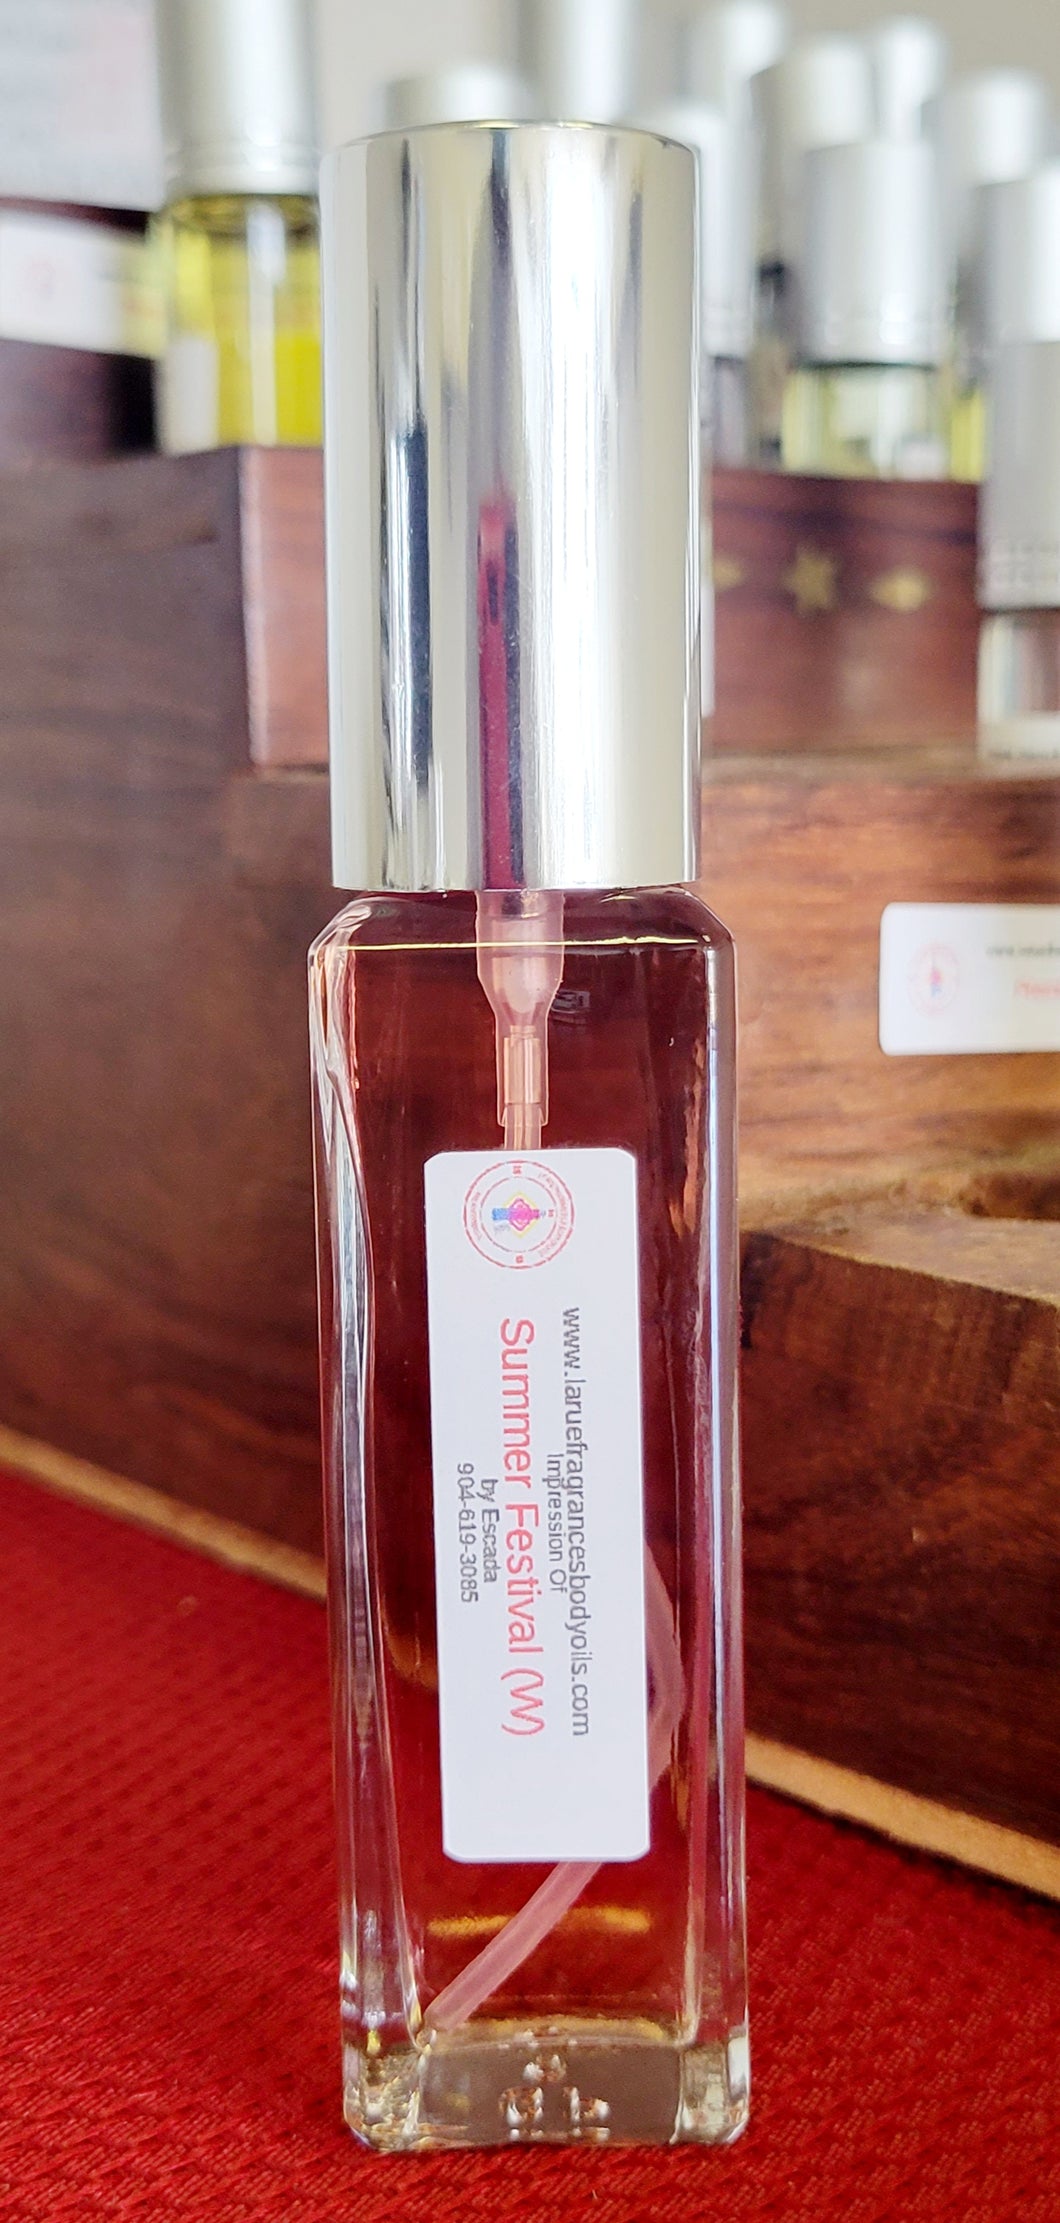 www.laruefragrancesbodyoils.com
Impression Of
Summer Festival (W)
by Escada
904-619-3085